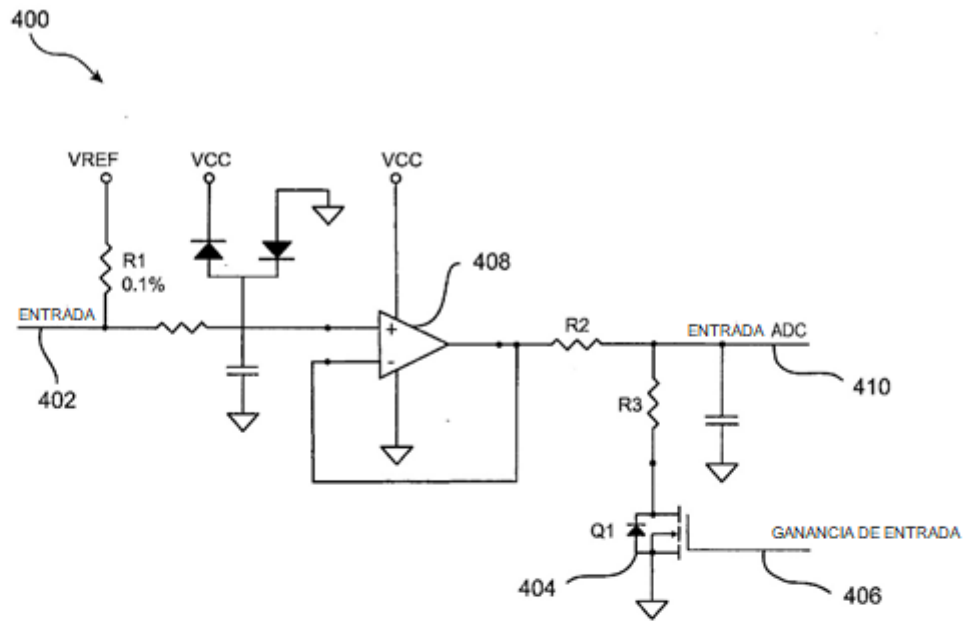 400
VREF
VCC
VCC
R1
0.1%
408
ENTRADA
R2
ENTRADA ADC
+
-
402
410
R3
Q1
GANANCIA DE ENTRADA
404
406